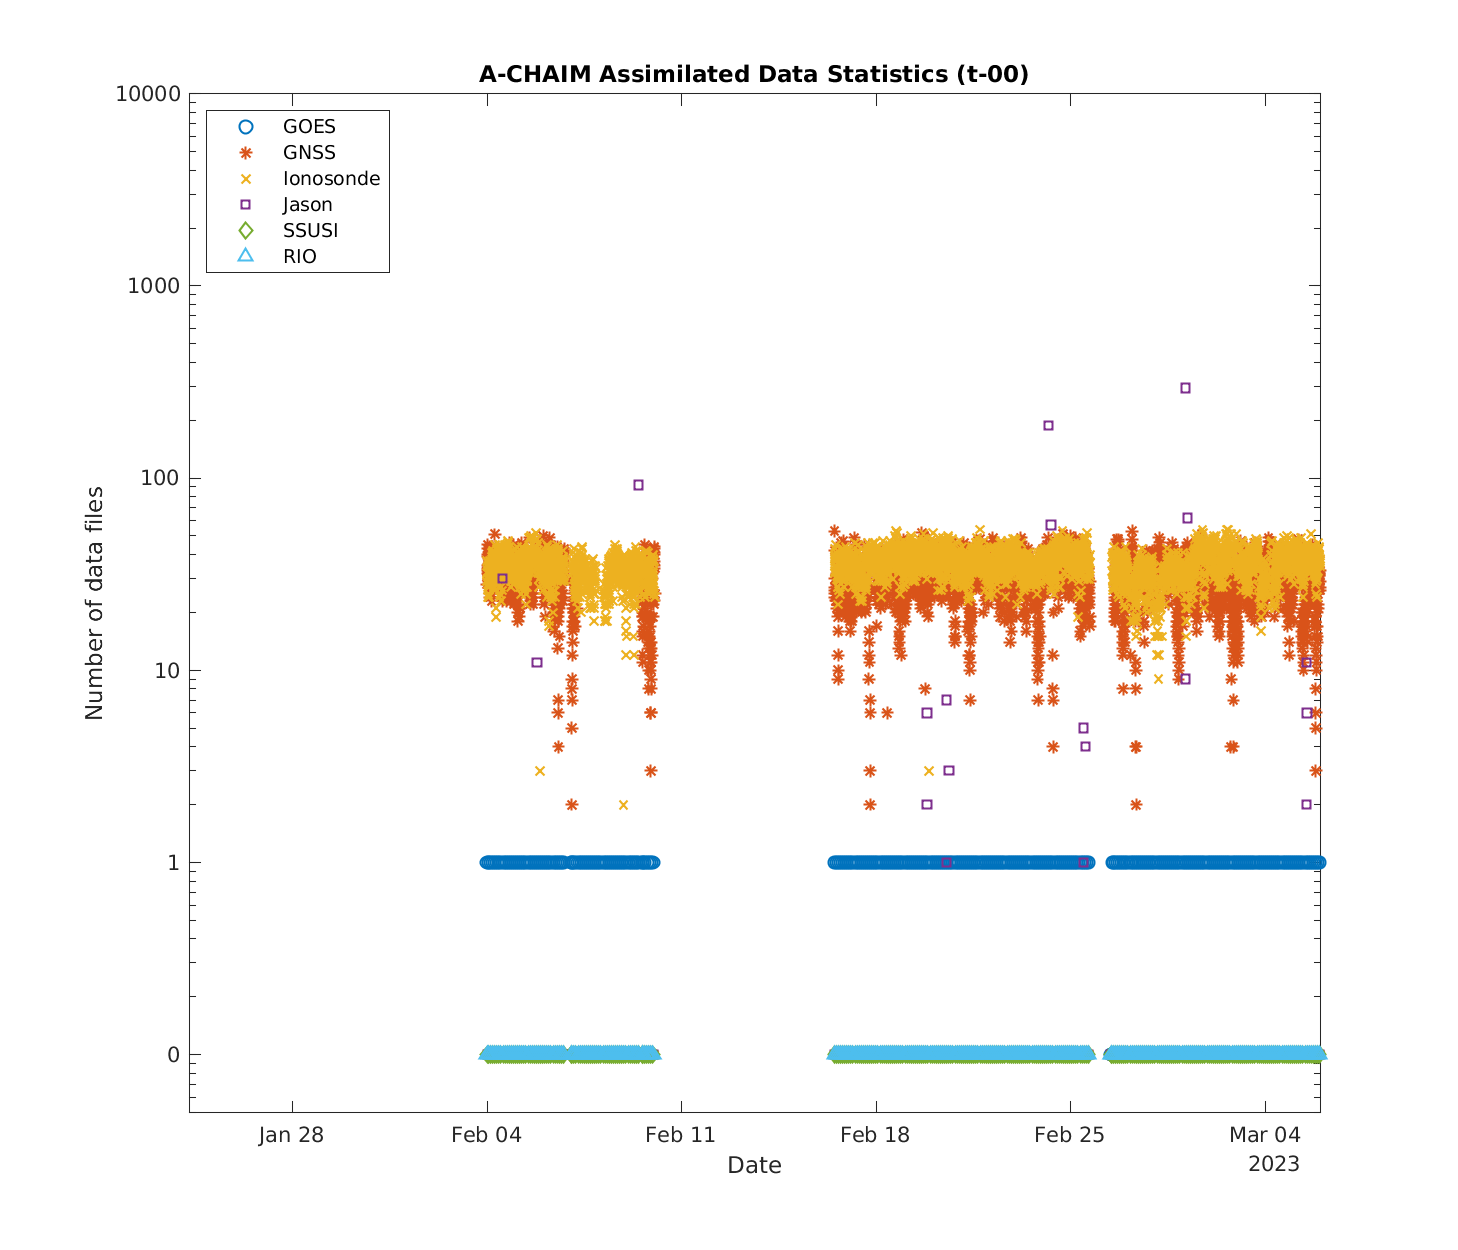 A-CHAIM Assimilated Data Statistics (t-00)
10000
1000
100
10
1
0
Number of data files
GOES
GNSS
Ionosonde
Jason
SSUSI
RIO
Jan 28
Feb 04
Feb 11
Feb 18
Feb 25
Mar 04
2023
Date